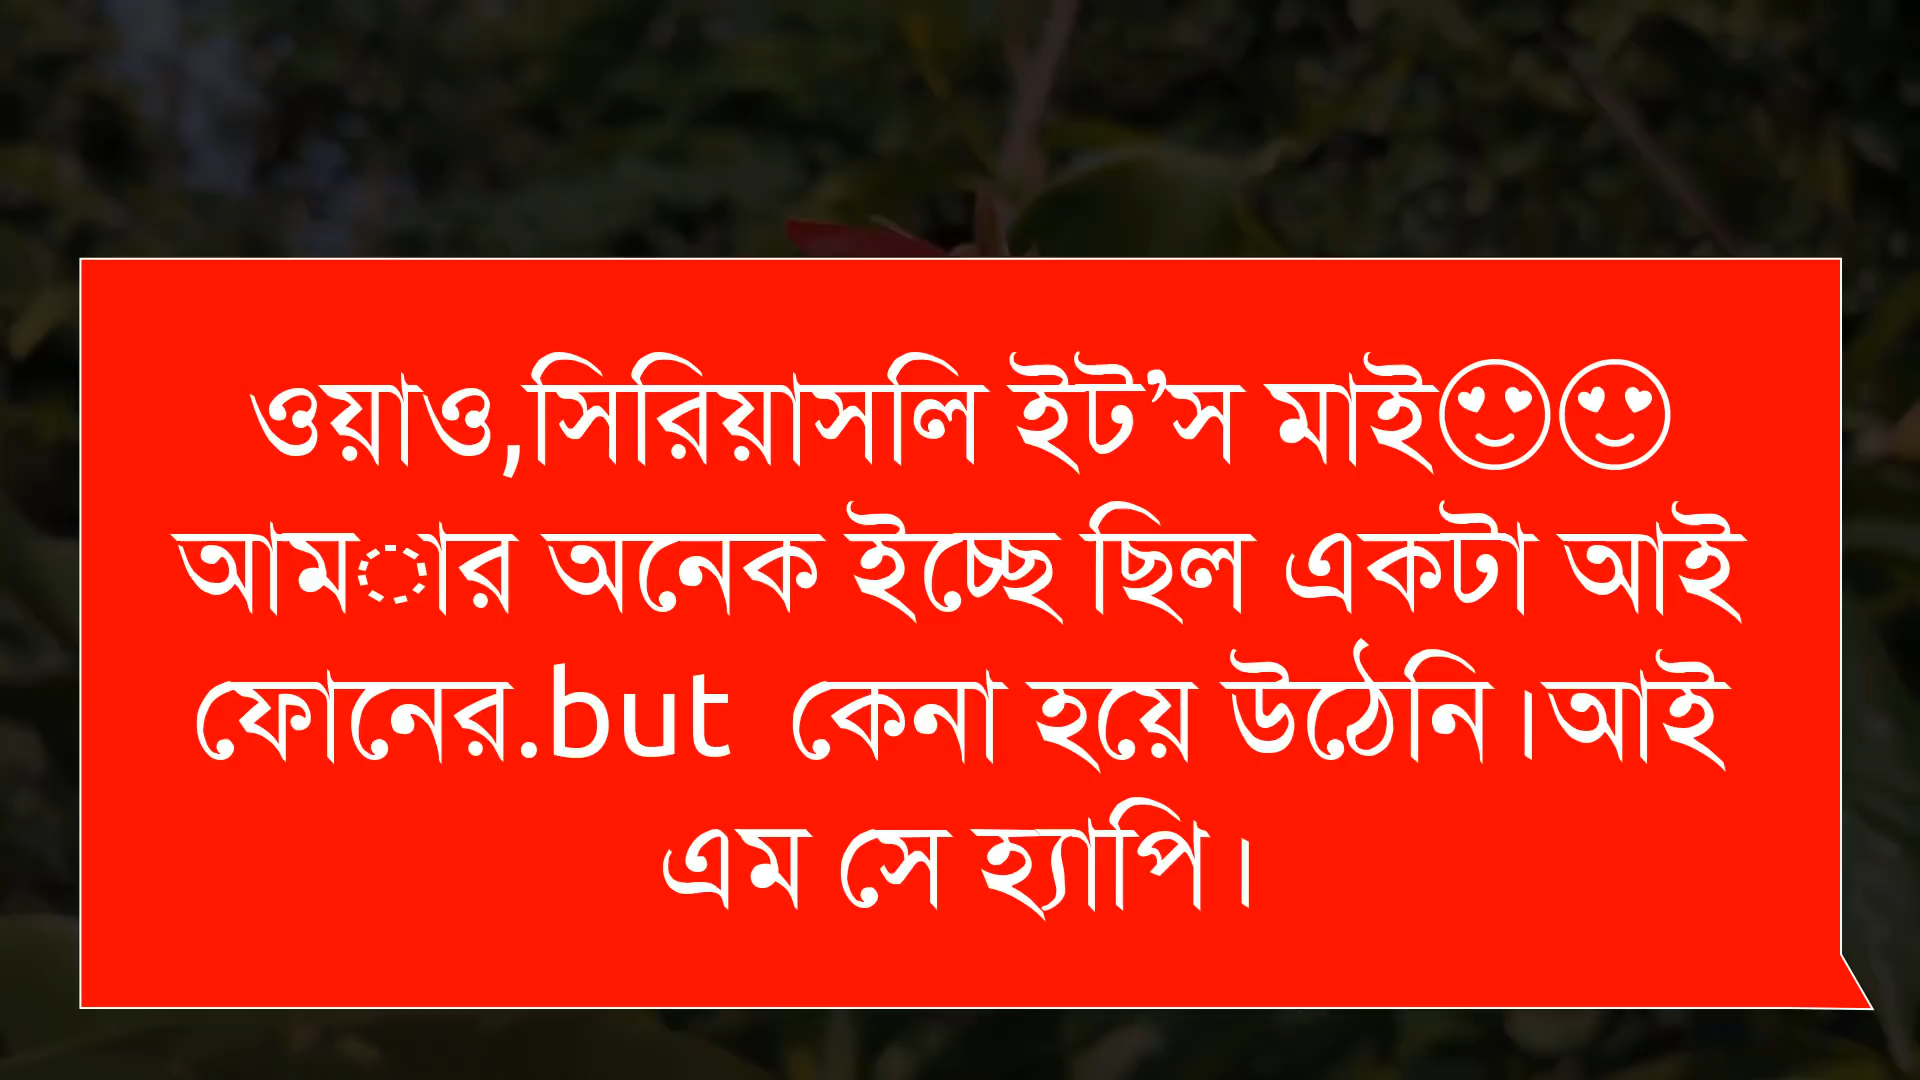 ওয়াও,সিরিয়াসলি ইট’স মাই😍😍
আমাার অনেক ইচ্ছে ছিল একটা আই
ফোনের.but  কেনা হয়ে উঠেনি।আই
এম সে হ্যাপি।